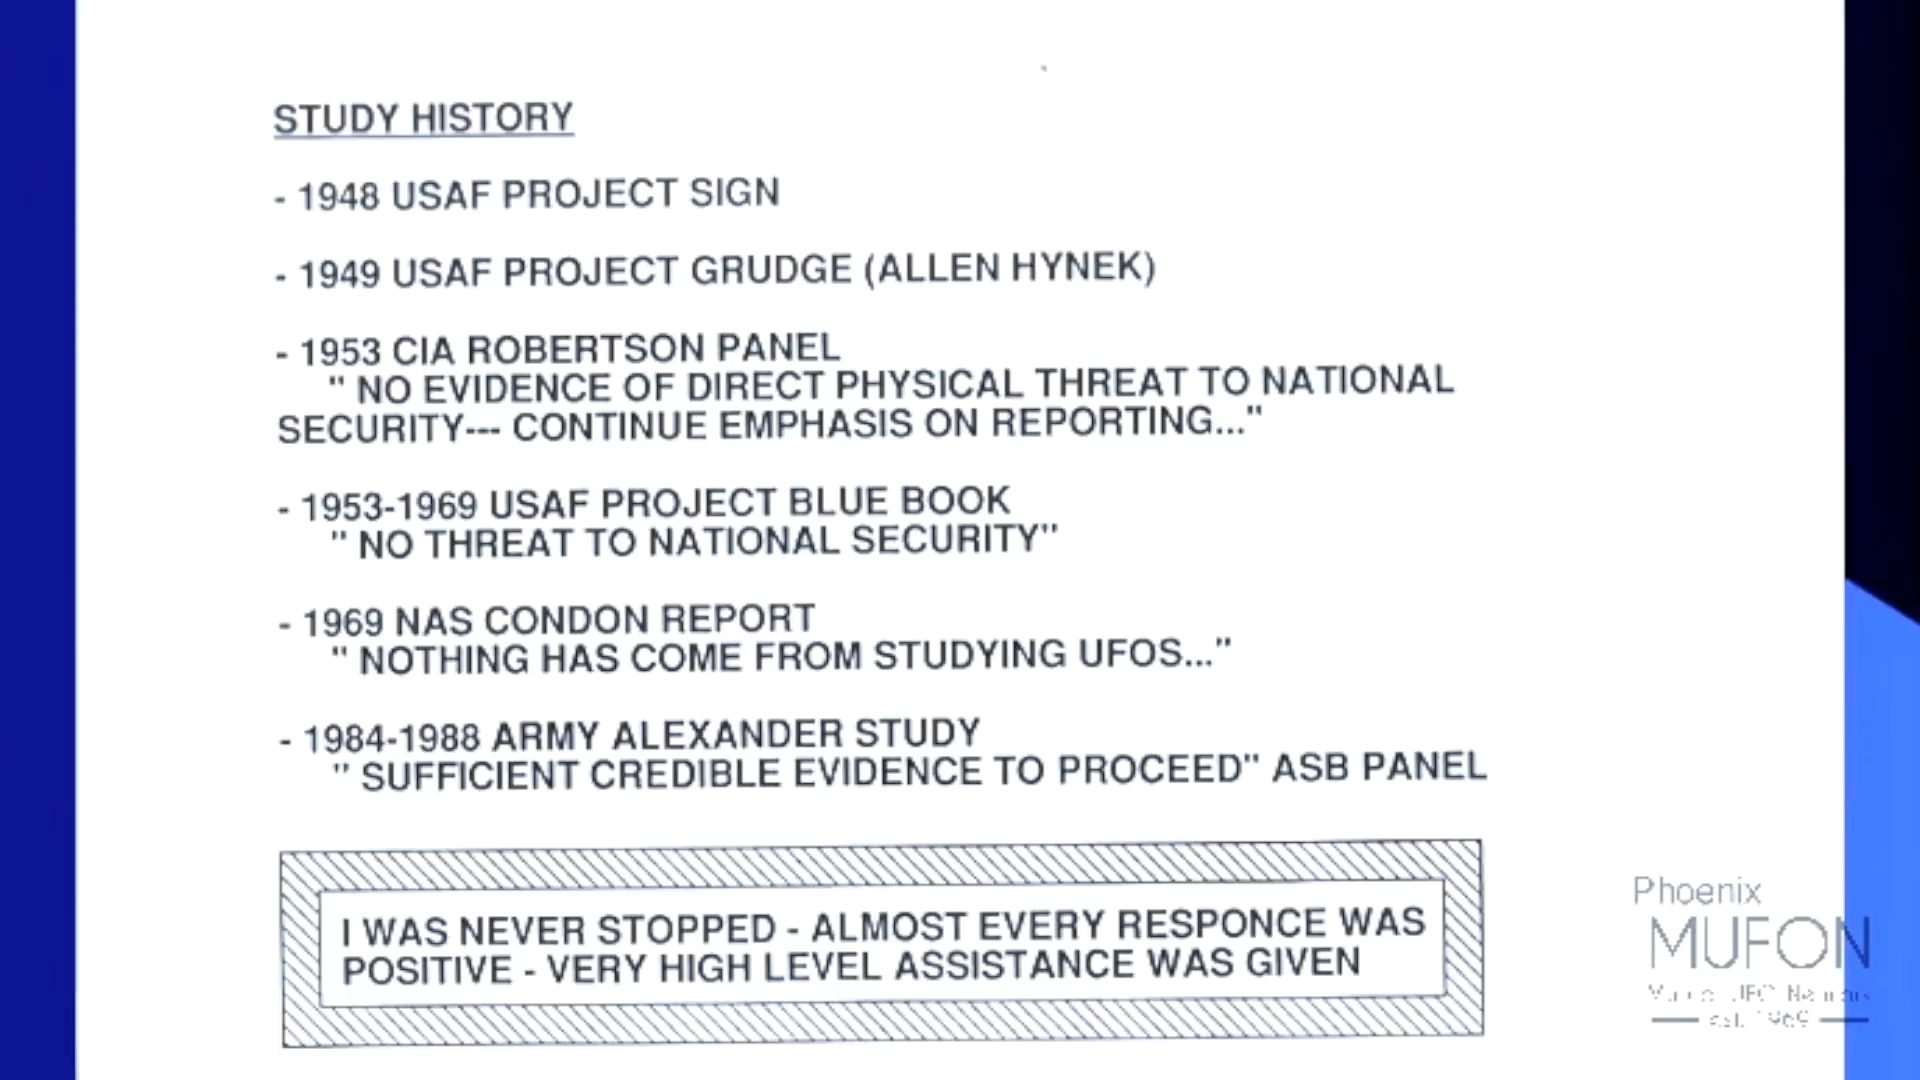 STUDY HISTORY
- 1948 USAF PROJECT SIGN
- 1949 USAF PROJECT GRUDGE (ALLEN HYNEK)
- 1953 CIA ROBERTSON PANEL
" NO EVIDENCE OF DIRECT PHYSICAL THREAT TO NATIONAL
SECURITY--- CONTINUE EMPHASIS ON REPORTING..."
- 1953-1969 USAF PROJECT BLUE BOOK
" NO THREAT TO NATIONAL SECURITY"
- 1969 NAS CONDON REPORT
" NOTHING HAS COME FROM STUDYING UFOS..."
- 1984-1988 ARMY ALEXANDER STUDY
" SUFFICIENT CREDIBLE EVIDENCE TO PROCEED" ASB PANEL
I WAS NEVER STOPPED - ALMOST EVERY RESPONCE WAS
POSITIVE - VERY HIGH LEVEL ASSISTANCE WAS GIVEN
Phoenix
MUFON
UFO
est. 1969